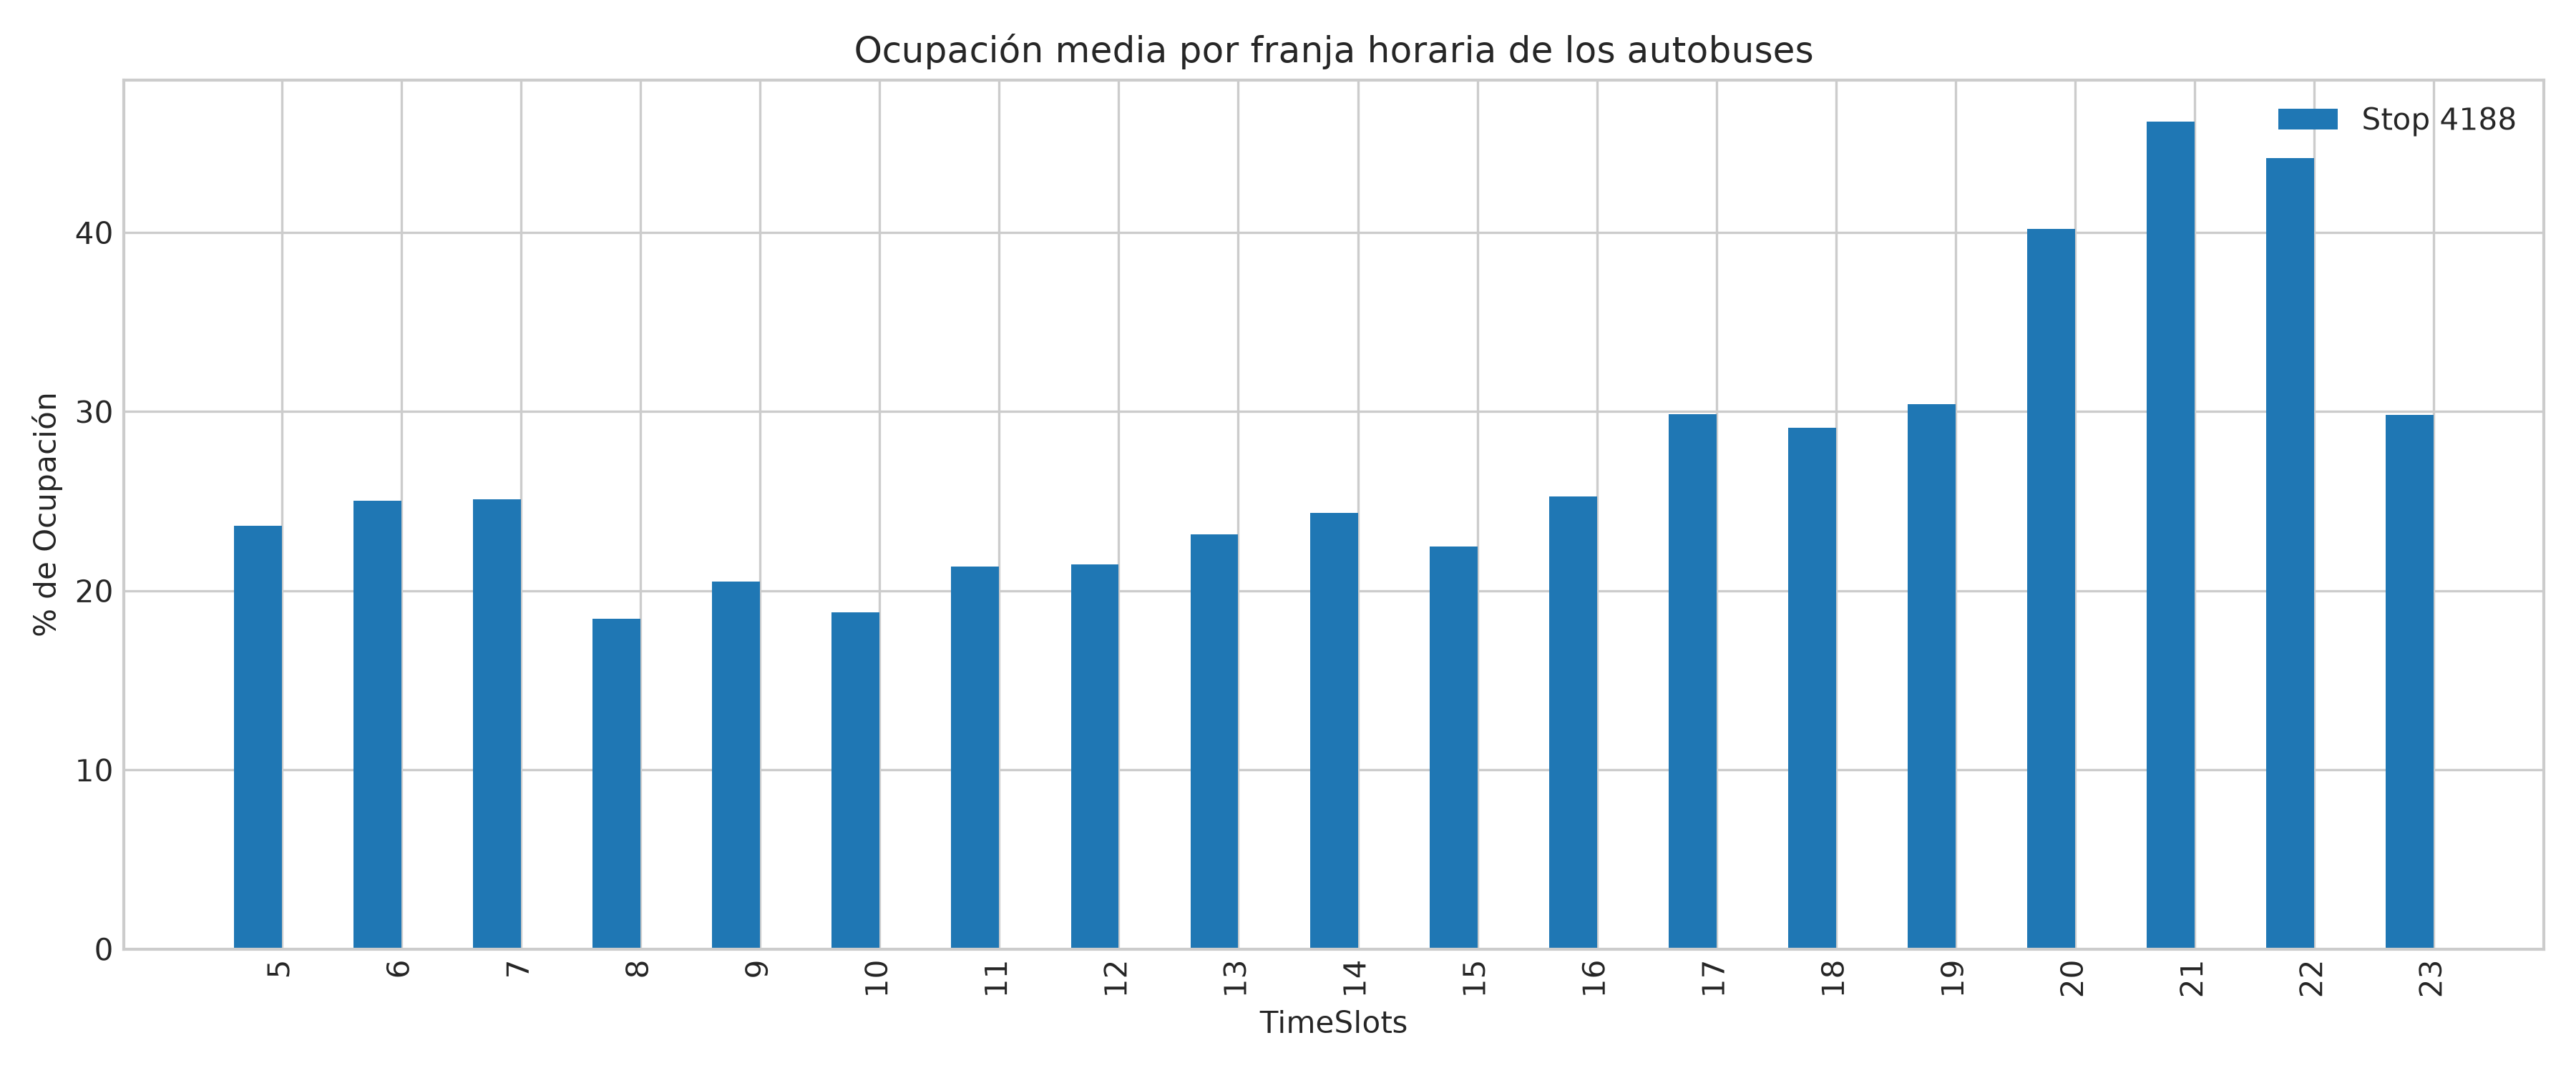 Ocupación media por franja horaria de los autobuses
Stop 4188
% de Ocupación
40
30
20
10
0
5 6 7 8 9 10 11 12 13 14 15 16 17 18 19 20 21 22 23
TimeSlots